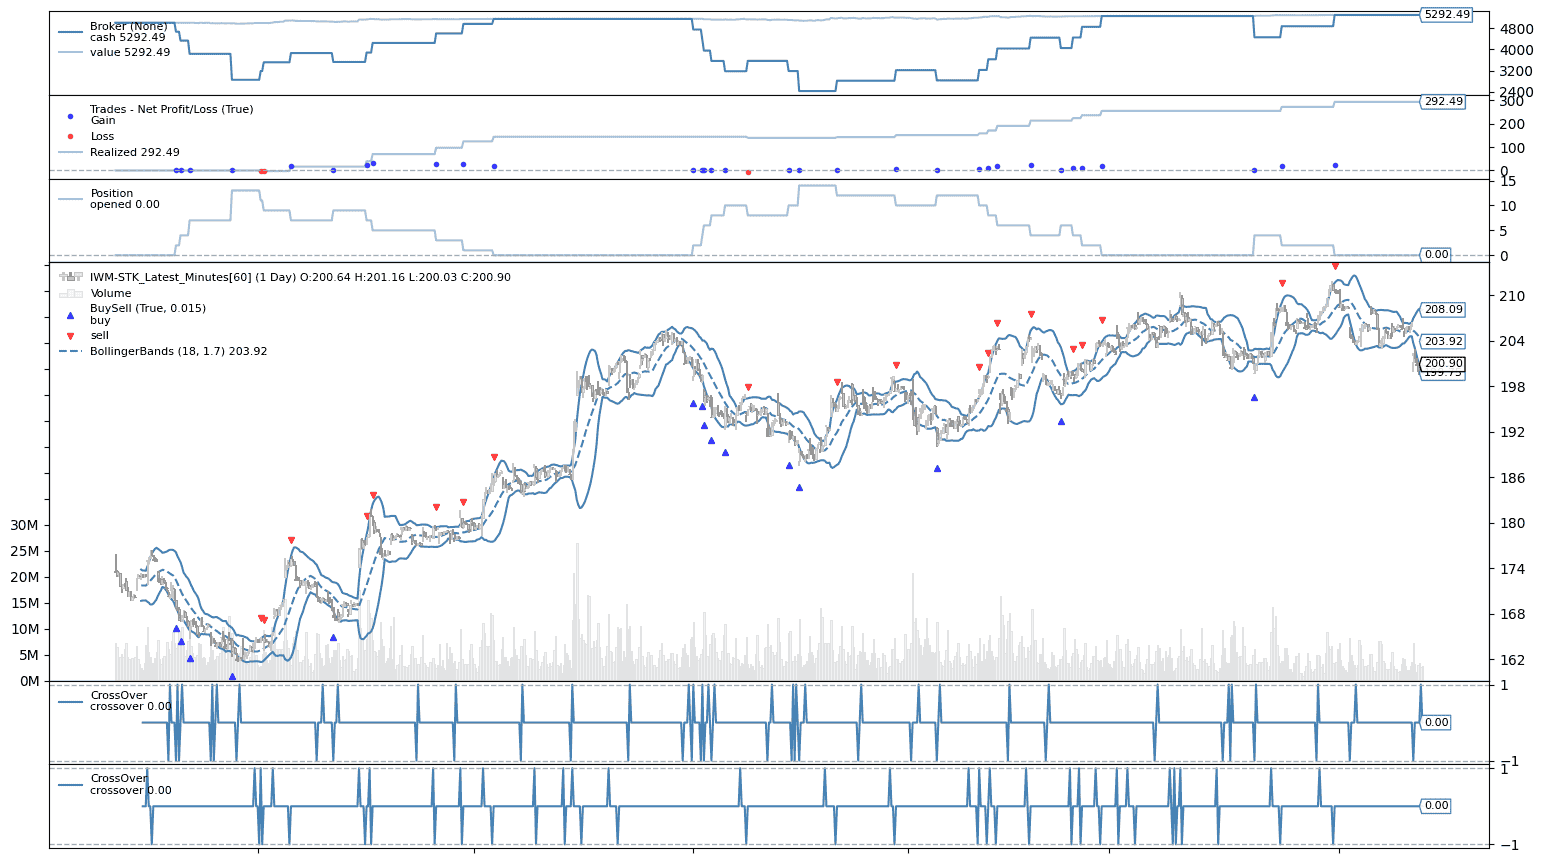 Broker (None)
cash 5292.49
value 5292.49
5292.49
4800
4000
3200
2400
Trades - Net Profit/Loss (True)
Gain
Loss
Realized 292.49
292.49
300
200
100
0
Position
opened 0.00
15
10
5
0
0.00
IWM-STK_Latest_Minutes[60] (1 Day) O:200.64 H:201.16 L:200.03 C:200.90
Volume
BuySell (True, 0.015)
buy
sell
BollingerBands (18, 1.7) 203.92
208.09
203.92
200.90
199.75
210
204
198
192
186
180
174
168
162
30M
25M
20M
15M
10M
5M
0M
CrossOver
crossover 0.00
1
0.00
−1
CrossOver
crossover 0.00
1
0.00
−1